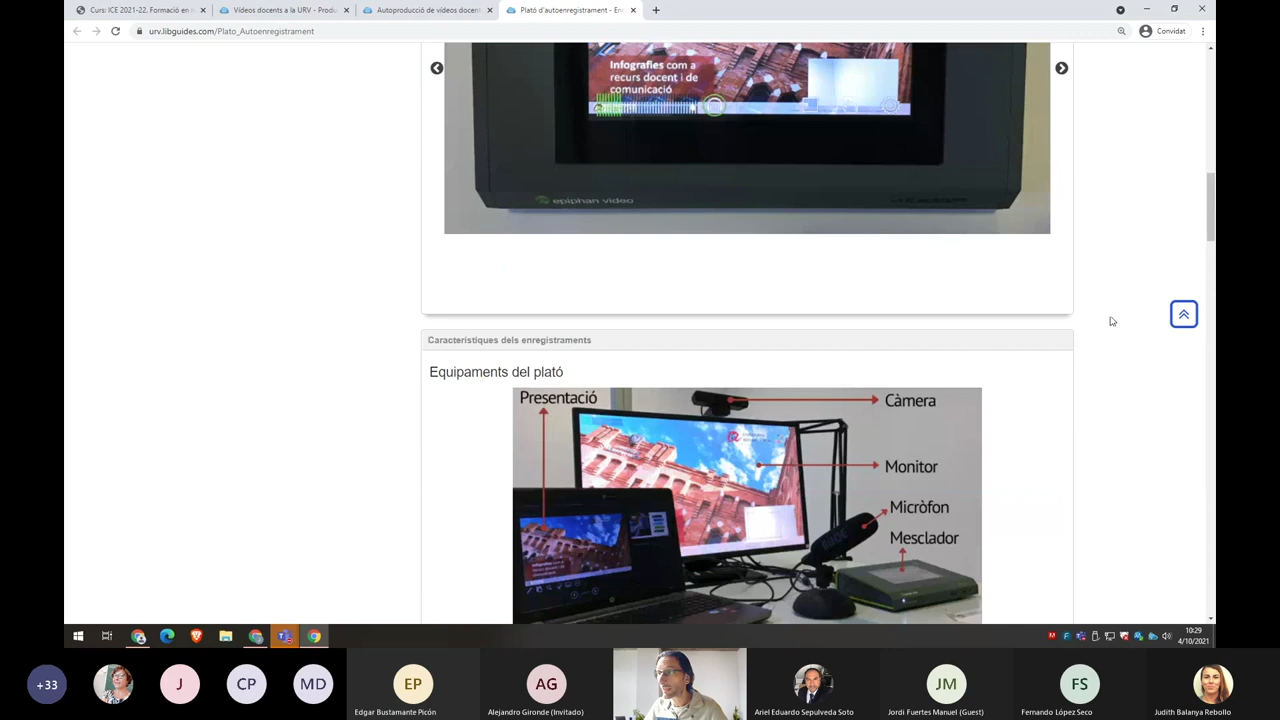 Curs: ICE 2021-22, Formació en a
Vídeos docents a la URV - Produ
Autoproducció de vídeos docent
Plató d'autoenregistrament - En
urv.libguides.com/Plato_Autoenregistrament
Convidat
Infografies com a
recurs docent i de
comunicació
epiphan video
Característiques dels enregistraments
Equipaments del plató
Presentació
Càmera
Monitor
Micròfon
Mesclador
10:29
4/10/2021
+33
J
CP
MD
EP
Edgar Bustamante Picón
AG
Alejandro Gironde (Invitado)
Ariel Eduardo Sepulveda Soto
JM
Jordi Fuertes Manuel (Guest)
FS
Fernando López Seco
Judith Balanya Rebollo